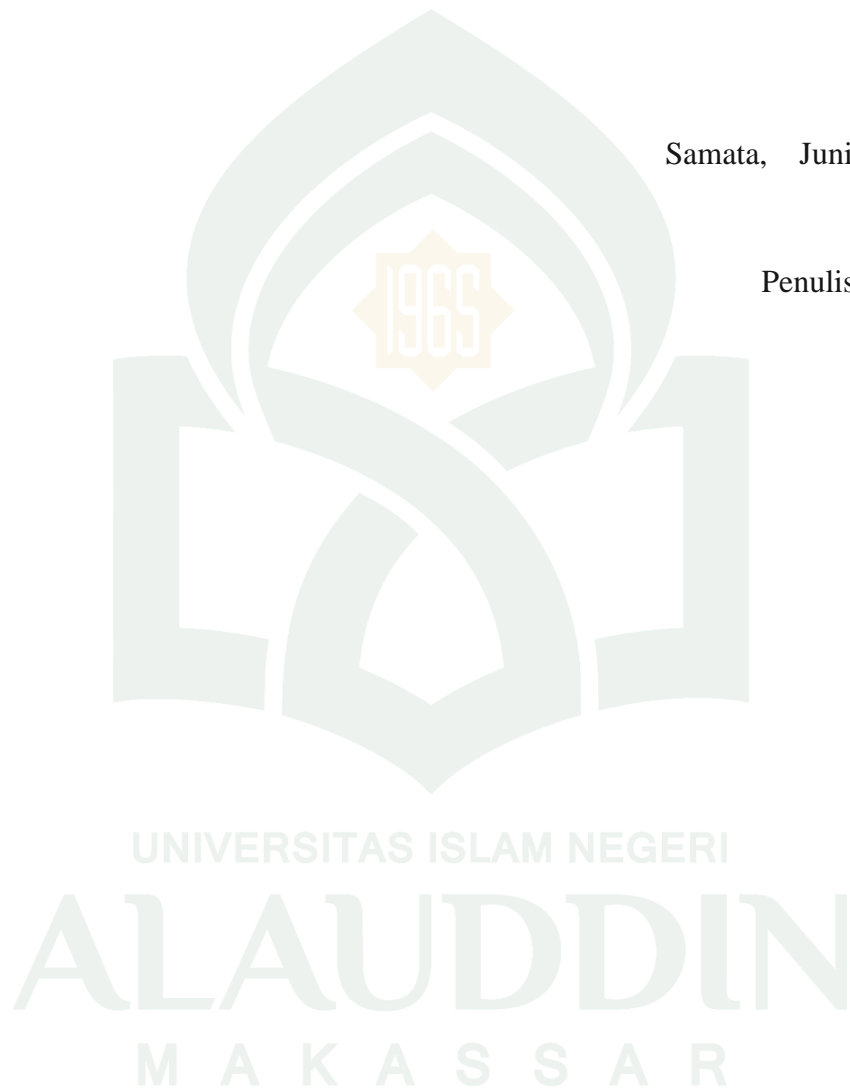 Samata, Juni
Penulis
1965
UNIVERSITAS ISLAM NEGERI
ALAUDDIN
MAKASSAR